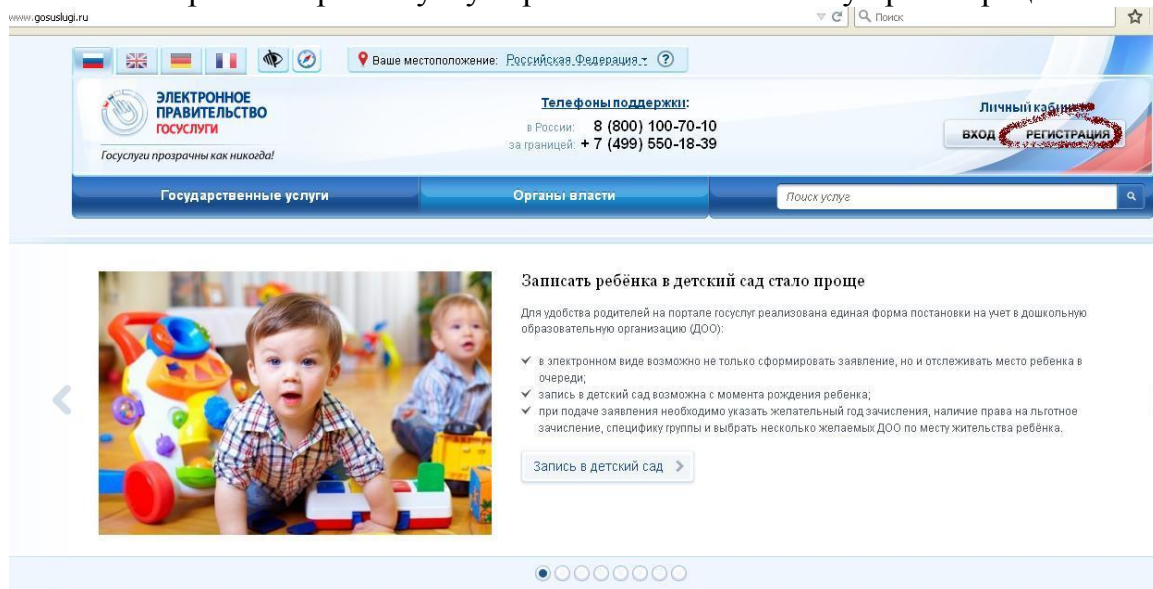 www.gosuslugi.ru
Поиск
Ваше местоположение: Российская Федерация
ЭЛЕКТРОННОЕ
ПРАВИТЕЛЬСТВО
ГОСУСЛУГИ
Госуслуги прозрачны как никогда!
Телефоны поддержки:
в России: 8 (800) 100-70-10
за границей: + 7 (499) 550-18-39
Личный кабинет
ВХОД РЕГИСТРАЦИЯ
Государственные услуги
Органы власти
Поиск услуг
Записать ребёнка в детский сад стало проще
Для удобства родителей на портале госуслуг реализована единая форма постановки на учет в дошкольную
образовательную организацию (ДОО):
в электронном виде возможно не только сформировать заявление, но и отслеживать место ребенка в
очереди;
запись в детский сад возможна с момента рождения ребенка;
при подаче заявления необходимо указать желательный год зачисления, наличие права на льготное
зачисление, специфику группы и выбрать несколько желаемых ДОО по месту жительства ребёнка.
Запись в детский сад